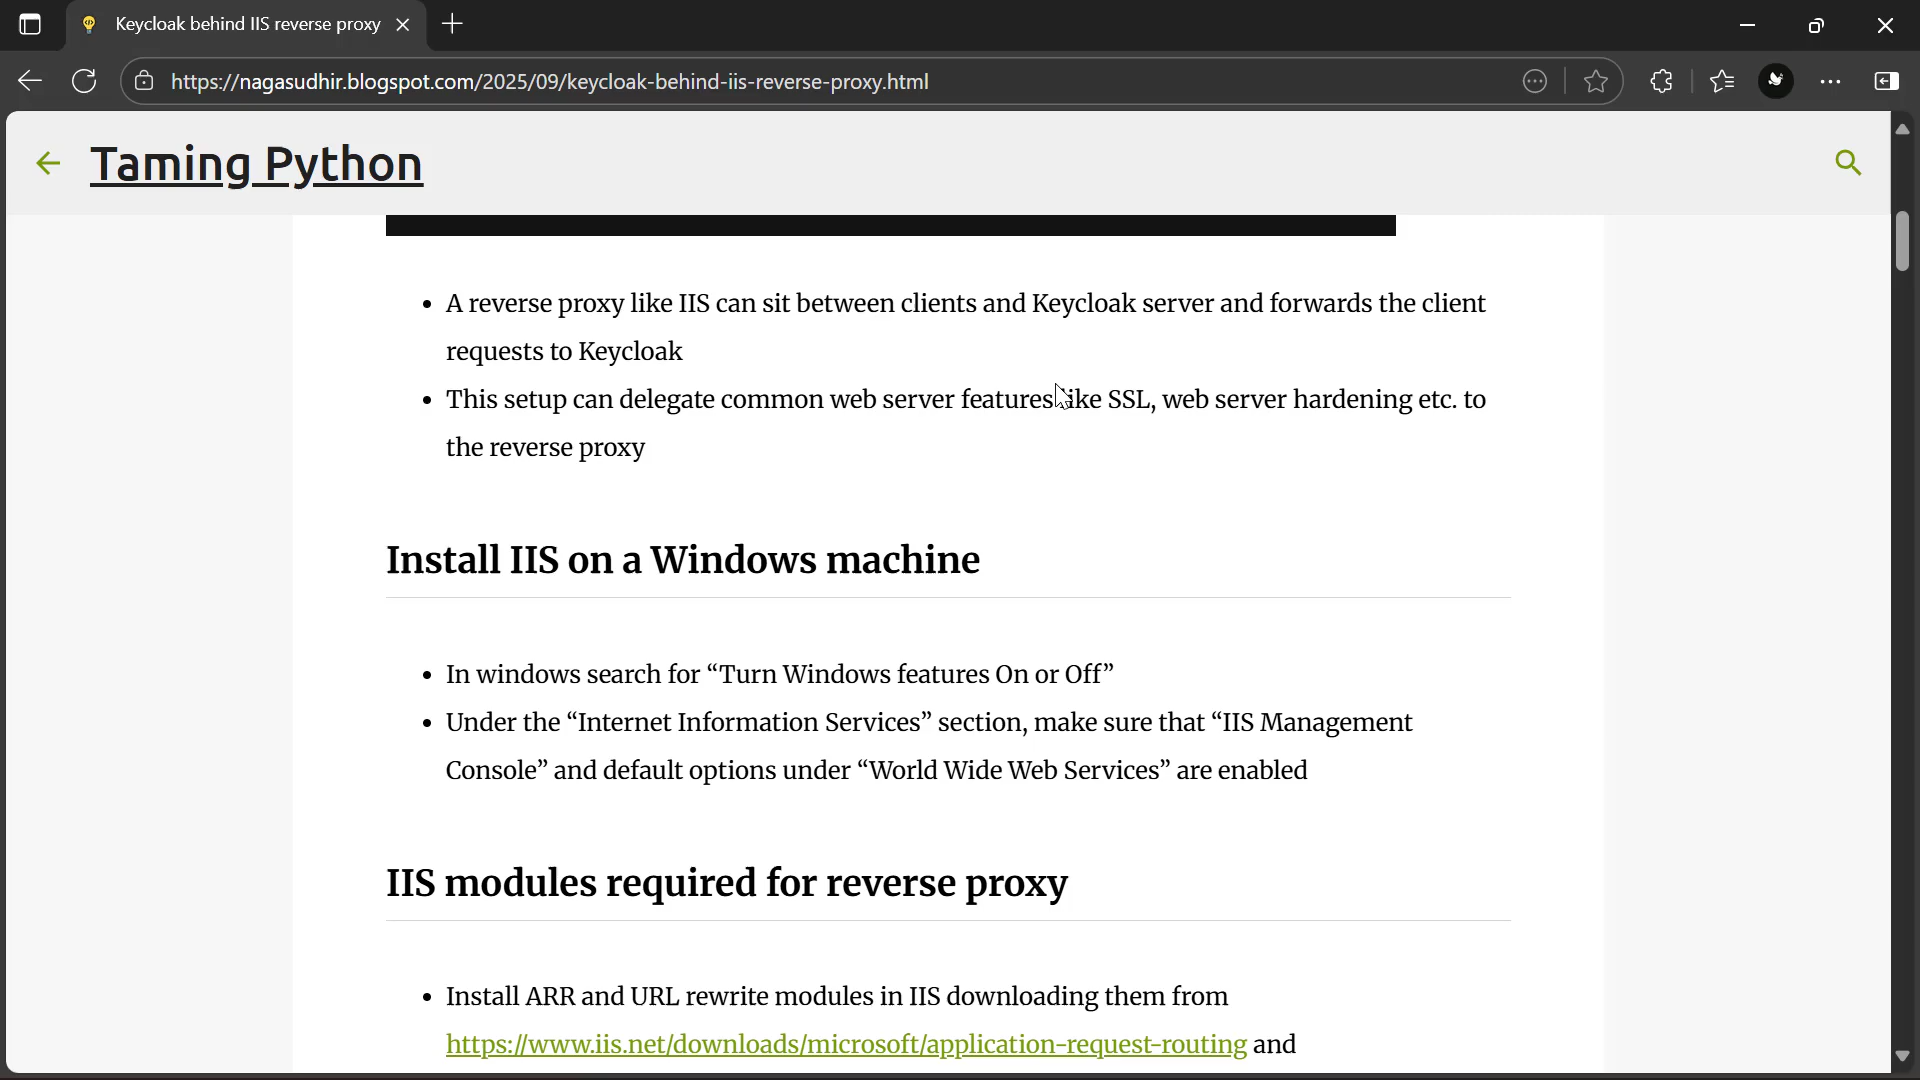 Keycloak behind IIS reverse proxy
https://nagasudhir.blogspot.com/2025/09/keycloak-behind-iis-reverse-proxy.html
Taming Python
• A reverse proxy like IIS can sit between clients and Keycloak server and forwards the client
requests to Keycloak
• This setup can delegate common web server features like SSL, web server hardening etc. to
the reverse proxy
Install IIS on a Windows machine
• In windows search for “Turn Windows features On or Off”
• Under the “Internet Information Services” section, make sure that “IIS Management
Console” and default options under “World Wide Web Services” are enabled
IIS modules required for reverse proxy
• Install ARR and URL rewrite modules in IIS downloading them from
https://www.iis.net/downloads/microsoft/application-request-routing and